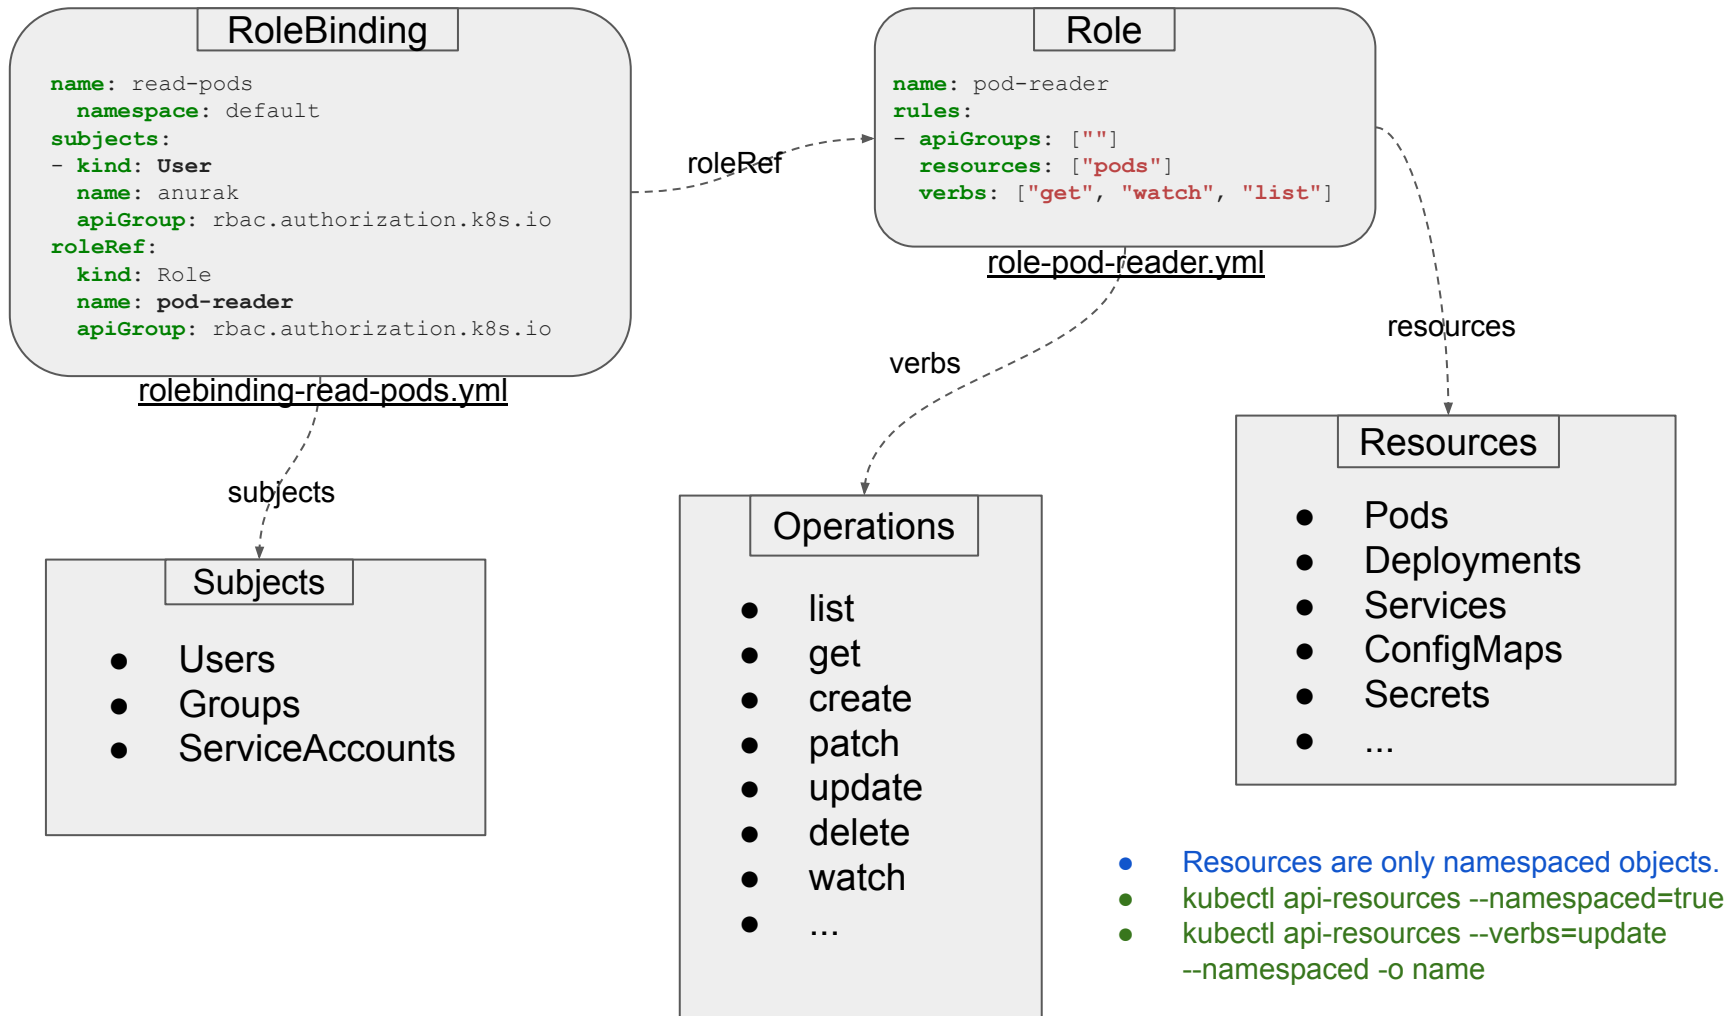 RoleBinding
name: read-pods
  namespace: default
subjects:
- kind: User
  name: anurak
  apiGroup: rbac.authorization.k8s.io
roleRef:
  kind: Role
  name: pod-reader
  apiGroup: rbac.authorization.k8s.io
rolebinding-read-pods.yml
roleRef
Role
name: pod-reader
rules:
- apiGroups: [""]
  resources: ["pods"]
  verbs: ["get", "watch", "list"]
role-pod-reader.yml
subjects
verbs
resources
Subjects
● Users
● Groups
● ServiceAccounts
Operations
● list
● get
● create
● patch
● update
● delete
● watch
● ...
Resources
● Pods
● Deployments
● Services
● ConfigMaps
● Secrets
● ...
● Resources are only namespaced objects.
● kubectl api-resources --namespaced=true
● kubectl api-resources --verbs=update
--namespaced -o name